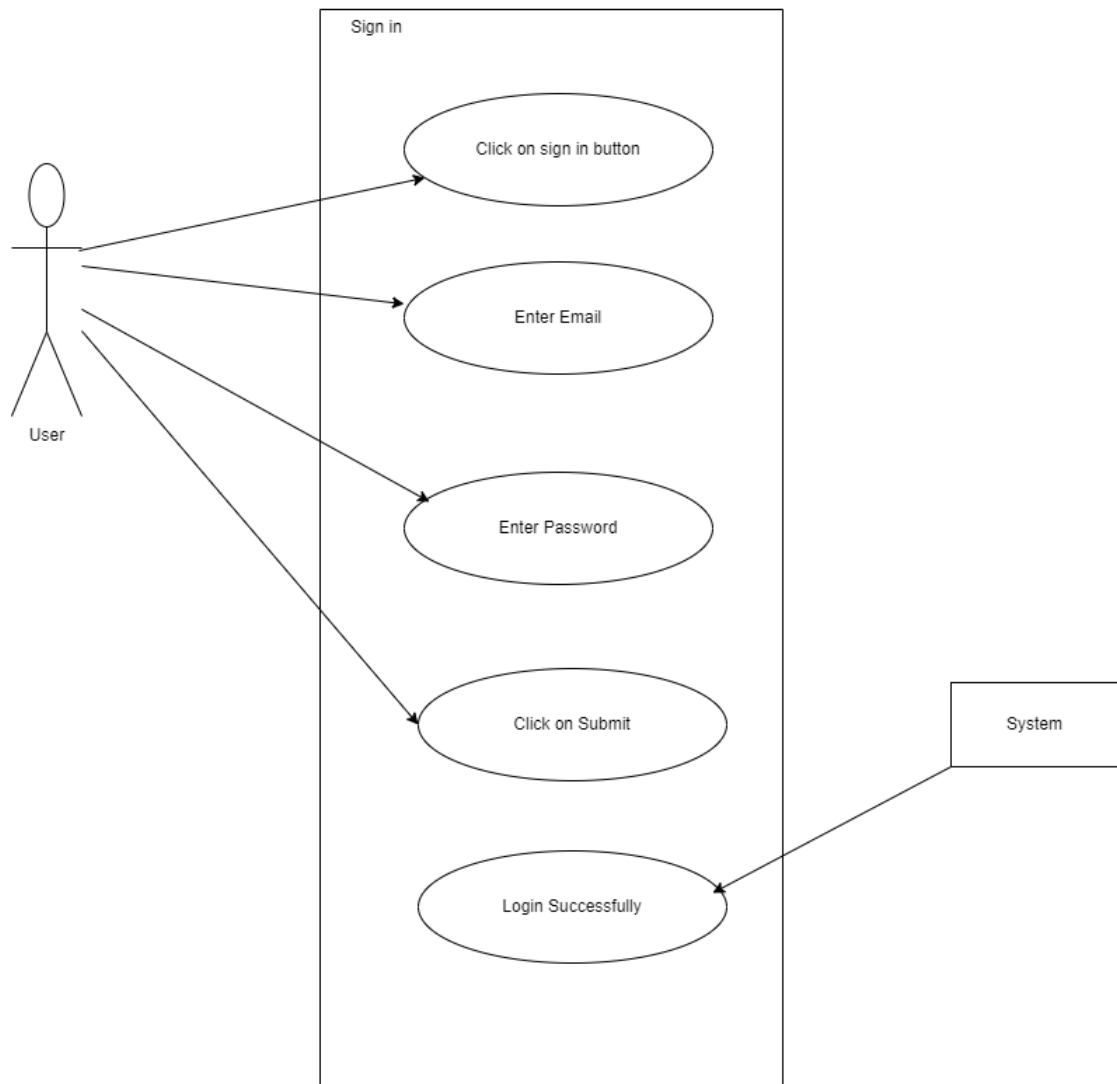 Sign in
Click on sign in button
Enter Email
User
Enter Password
Click on Submit
System
Login Successfully